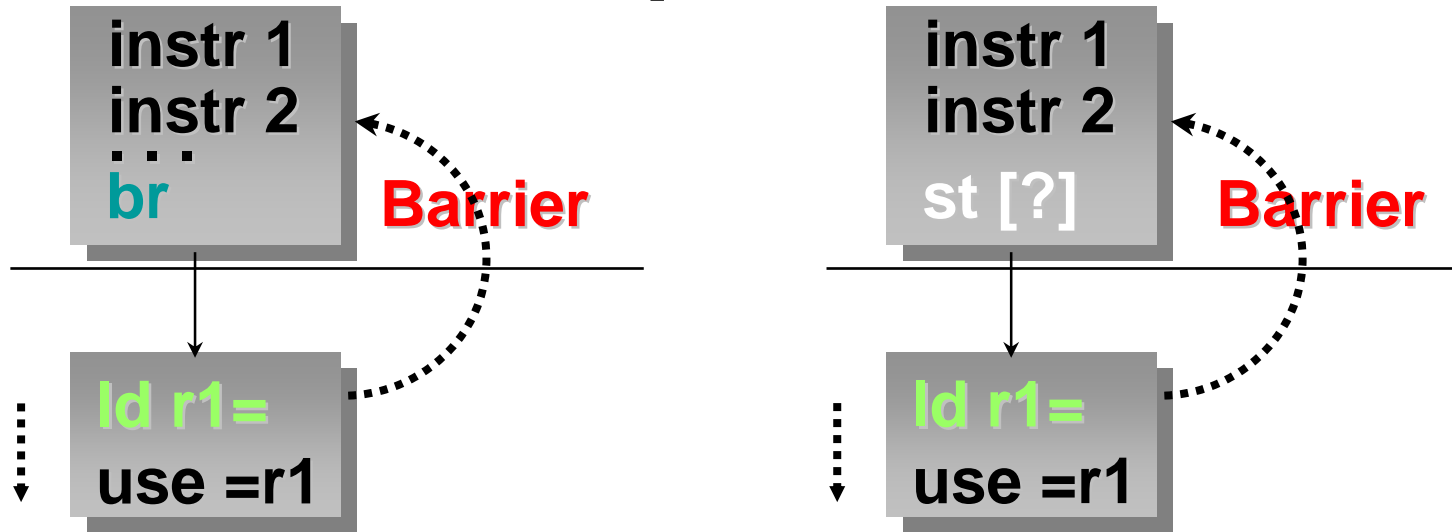 instr 1
instr 2
. . .
br
Barrier
ld r1=
use =r1
instr 1
instr 2
st [?]
Barrier
ld r1=
use =r1